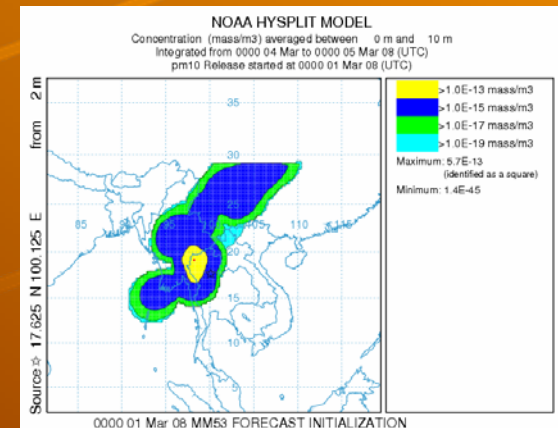 NOAA HYSPLIT MODEL
Concentration (mass/m3) averaged between 0 m and 10 m
Integrated from 0000 04 Mar to 0000 05 Mar 08 (UTC)
pm10 Release started at 0000 01 Mar 08 (UTC)
Source ☆ 17.625 N 100.125 E from 2 m
35
30
25
85
105
110
115
20
15
10
5
>1.0E-13 mass/m3
>1.0E-15 mass/m3
>1.0E-17 mass/m3
>1.0E-19 mass/m3
Maximum: 5.7E-13
(identified as a square)
Minimum: 1.4E-45
0000 01 Mar 08 MM53 FORECAST INITIALIZATION